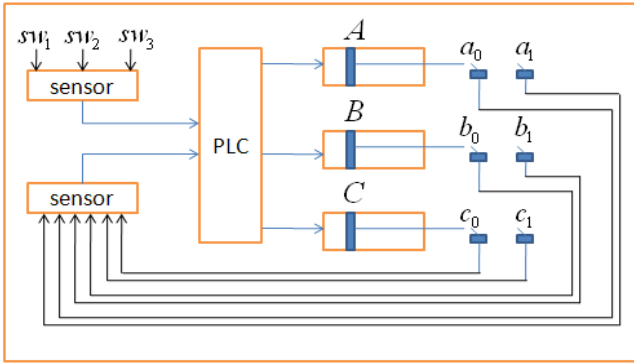 sw₁ sw₂ sw₃
sensor
sensor
PLC
A
B
C
a₀ a₁
b₀ b₁
c₀ c₁